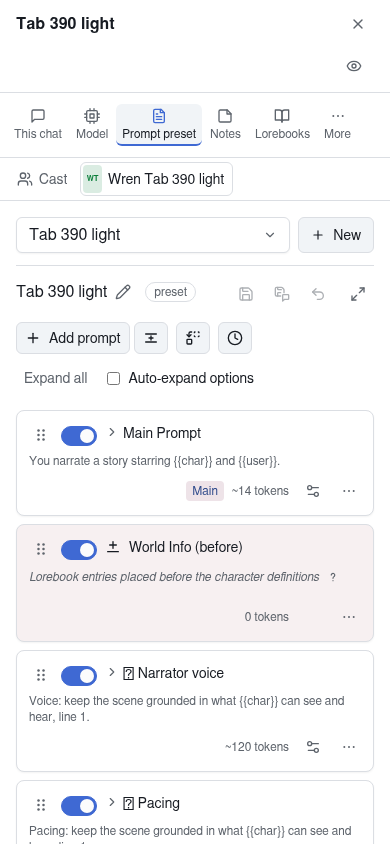 Tab 390 light
This chat
Model
Prompt preset
Notes
Lorebooks
More
Cast
WT
Wren Tab 390 light
Tab 390 light
New
Tab 390 light
preset
Add prompt
Expand all
Auto-expand options
Main Prompt
You narrate a story starring {{char}} and {{user}}.
Main
~14 tokens
World Info (before)
Lorebook entries placed before the character definitions ?
0 tokens
Narrator voice
Voice: keep the scene grounded in what {{char}} can see and
hear, line 1.
~120 tokens
Pacing
Pacing: keep the scene grounded in what {{char}} can see and